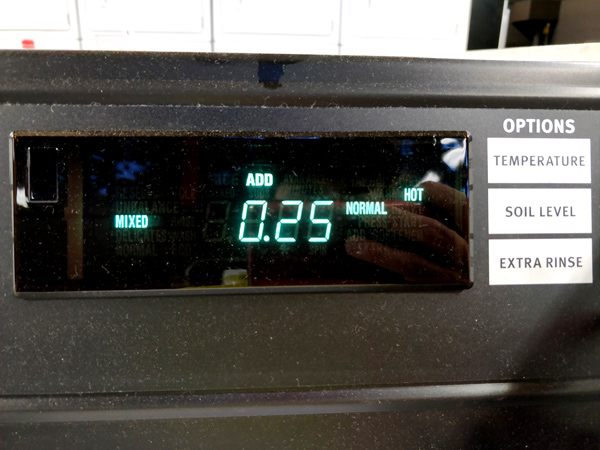 OPTIONS
ADD
TEMPERATURE
HOT
MIXED
0.25
NORMAL
SOIL LEVEL
EXTRA RINSE